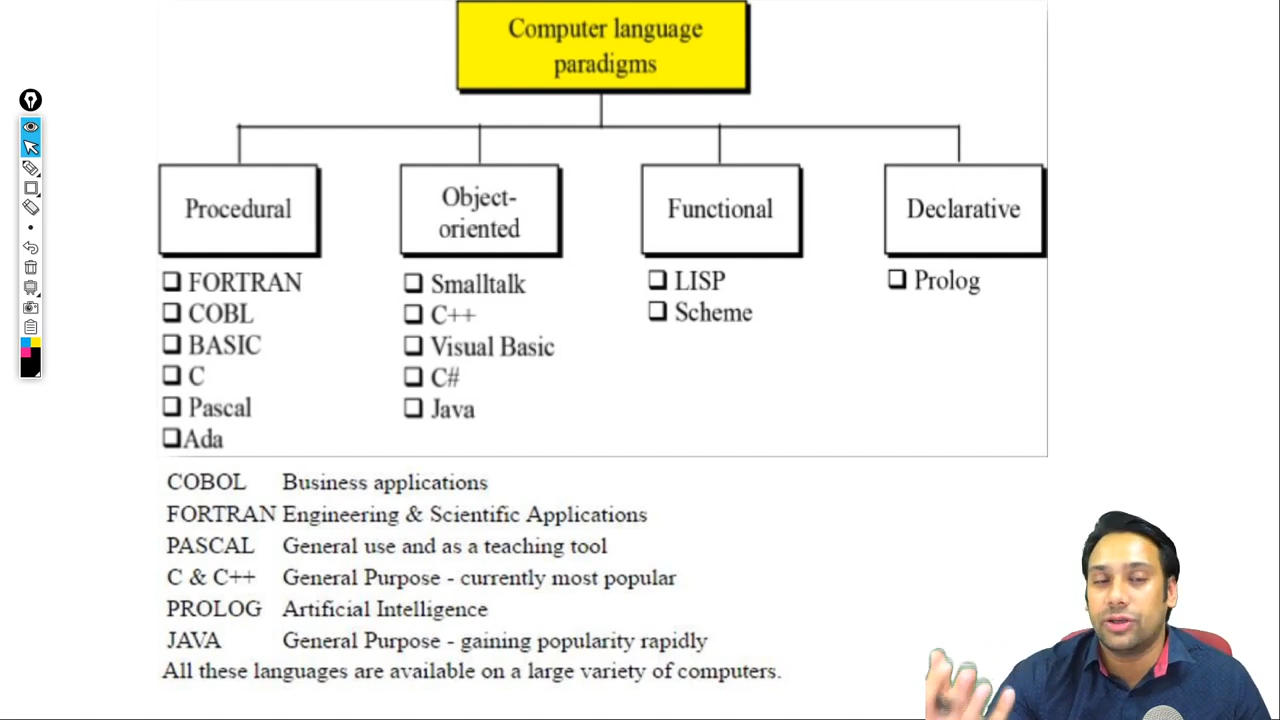 Computer language
paradigms
Procedural
Object-
oriented
Functional
Declarative
FORTRAN
COBL
BASIC
C
Pascal
Ada
Smalltalk
C++
Visual Basic
C#
Java
LISP
Scheme
Prolog
COBOL Business applications
FORTRAN Engineering & Scientific Applications
PASCAL General use and as a teaching tool
C & C++ General Purpose - currently most popular
PROLOG Artificial Intelligence
JAVA General Purpose - gaining popularity rapidly
All these languages are available on a large variety of computers.